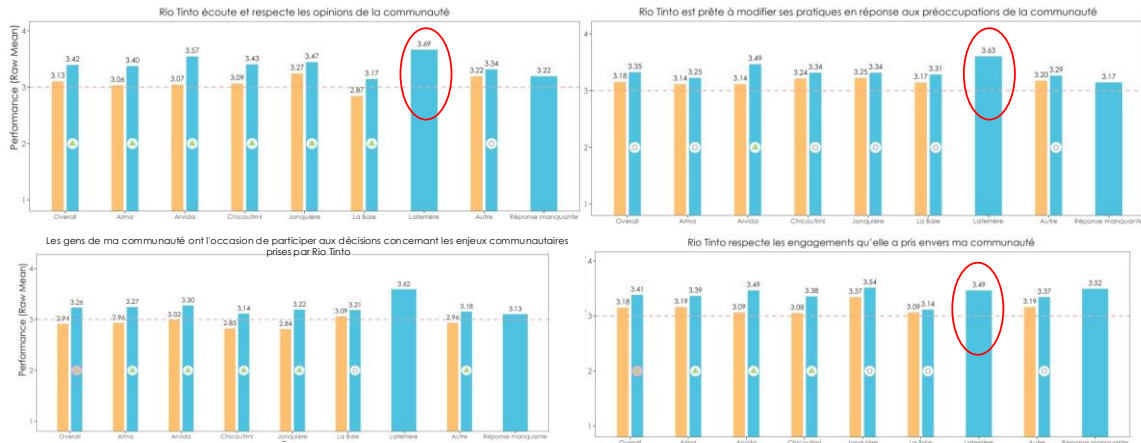 Rio Tinto écoute et respecte les opinions de la communauté
Performance (Raw Mean)
4
3
2
1
3.13 3.42 3.06 3.40 3.07 3.57 3.09 3.43 3.27 3.47 2.87 3.17 3.69 3.22 3.34 3.22
Overall Alma Arvida Chicoutimi Jonquière La Baie Laterrière Autre Réponse manquante
Rio Tinto est prête à modifier ses pratiques en réponse aux préoccupations de la communauté
4
3
2
1
3.18 3.35 3.14 3.25 3.14 3.49 3.24 3.34 3.25 3.34 3.17 3.31 3.63 3.20 3.29 3.17
Overall Alma Arvida Chicoutimi Jonquière La Baie Laterrière Autre Réponse manquante
Les gens de ma communauté ont l'occasion de participer aux décisions concernant les enjeux communautaires
prises par Rio Tinto
Performance (Raw Mean)
4
3
2
1
2.94 3.26 2.96 3.27 3.02 3.30 2.85 3.14 2.84 3.22 3.09 3.21 3.62 2.96 3.18 3.13
Overall Alma Arvida Chicoutimi Jonquière La Baie Laterrière Autre Réponse manquante
Rio Tinto respecte les engagements qu'elle a pris envers ma communauté
4
3
2
1
3.18 3.41 3.19 3.39 3.09 3.49 3.08 3.38 3.37 3.54 3.09 3.14 3.49 3.19 3.37 3.52
Overall Alma Arvida Chicoutimi Jonquière La Baie Laterrière Autre Réponse manquante